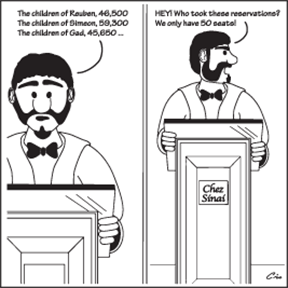 The children of Reuben, 46,500
The children of Simeon, 59,300
The children of Gad, 45,650 ...
HEY! Who took these reservations?
We only have 50 seats!
Chez
Sinai